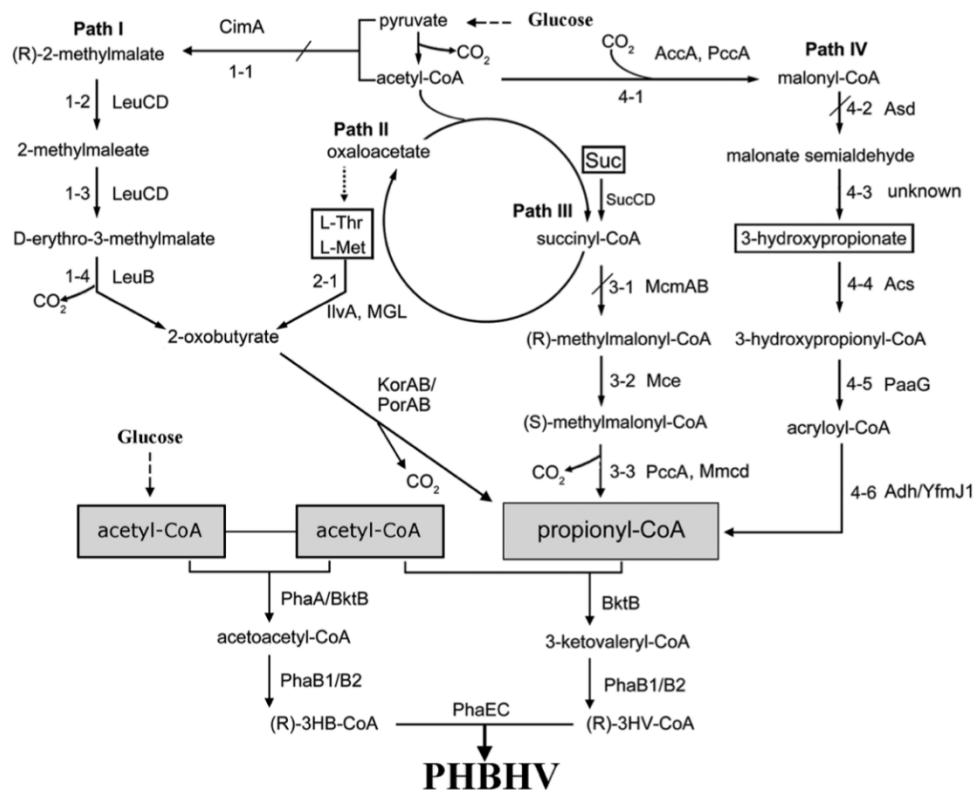 Path I
CimA
pyruvate
Glucose
CO2
AccA, PccA
Path IV
(R)-2-methylmalate
1-1
CO2
acetyl-CoA
4-1
malonyl-CoA
1-2 LeuCD
4-2 Asd
Path II
2-methylmaleate
oxaloacetate
Suc
malonate semialdehyde
1-3 LeuCD
SucCD
4-3 unknown
L-Thr
L-Met
Path III
D-erythro-3-methylmalate
succinyl-CoA
3-hydroxypropionate
1-4 LeuB
CO2
2-1
3-1 McmAB
4-4 Acs
IlvA, MGL
2-oxobutyrate
(R)-methylmalonyl-CoA
3-hydroxypropionyl-CoA
KorAB/
PorAB
3-2 Mce
4-5 PaaG
(S)-methylmalonyl-CoA
acryloyl-CoA
Glucose
CO2
CO2
3-3 PccA, Mmcd
4-6 Adh/YfmJ1
acetyl-CoA
acetyl-CoA
propionyl-CoA
PhaA/BktB
BktB
acetoacetyl-CoA
3-ketovaleryl-CoA
PhaB1/B2
PhaB1/B2
(R)-3HB-CoA
PhaEC
(R)-3HV-CoA
PHBHV